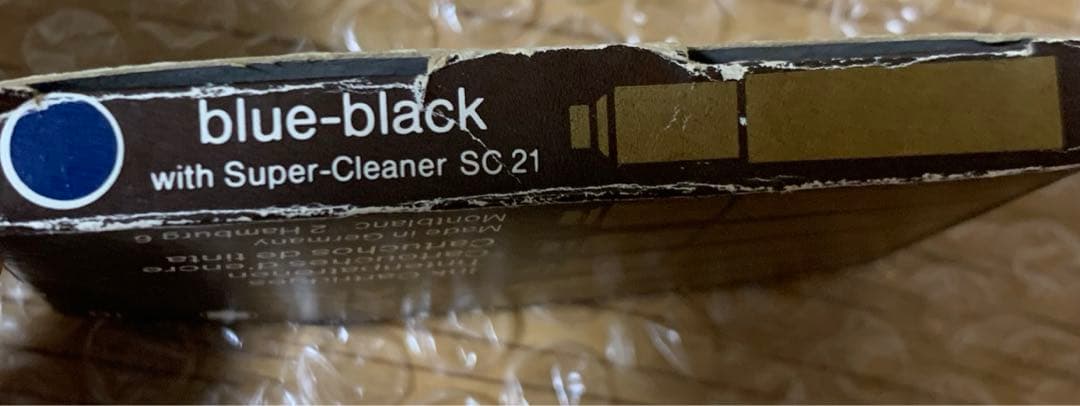 blue-black
with Super-Cleaner SC 21
Montblanc 2 Hamburg 6
Made in Germany
Cartuchos de tinta
Cartouches d'encre
Tintenpatronen
Ink cartridges